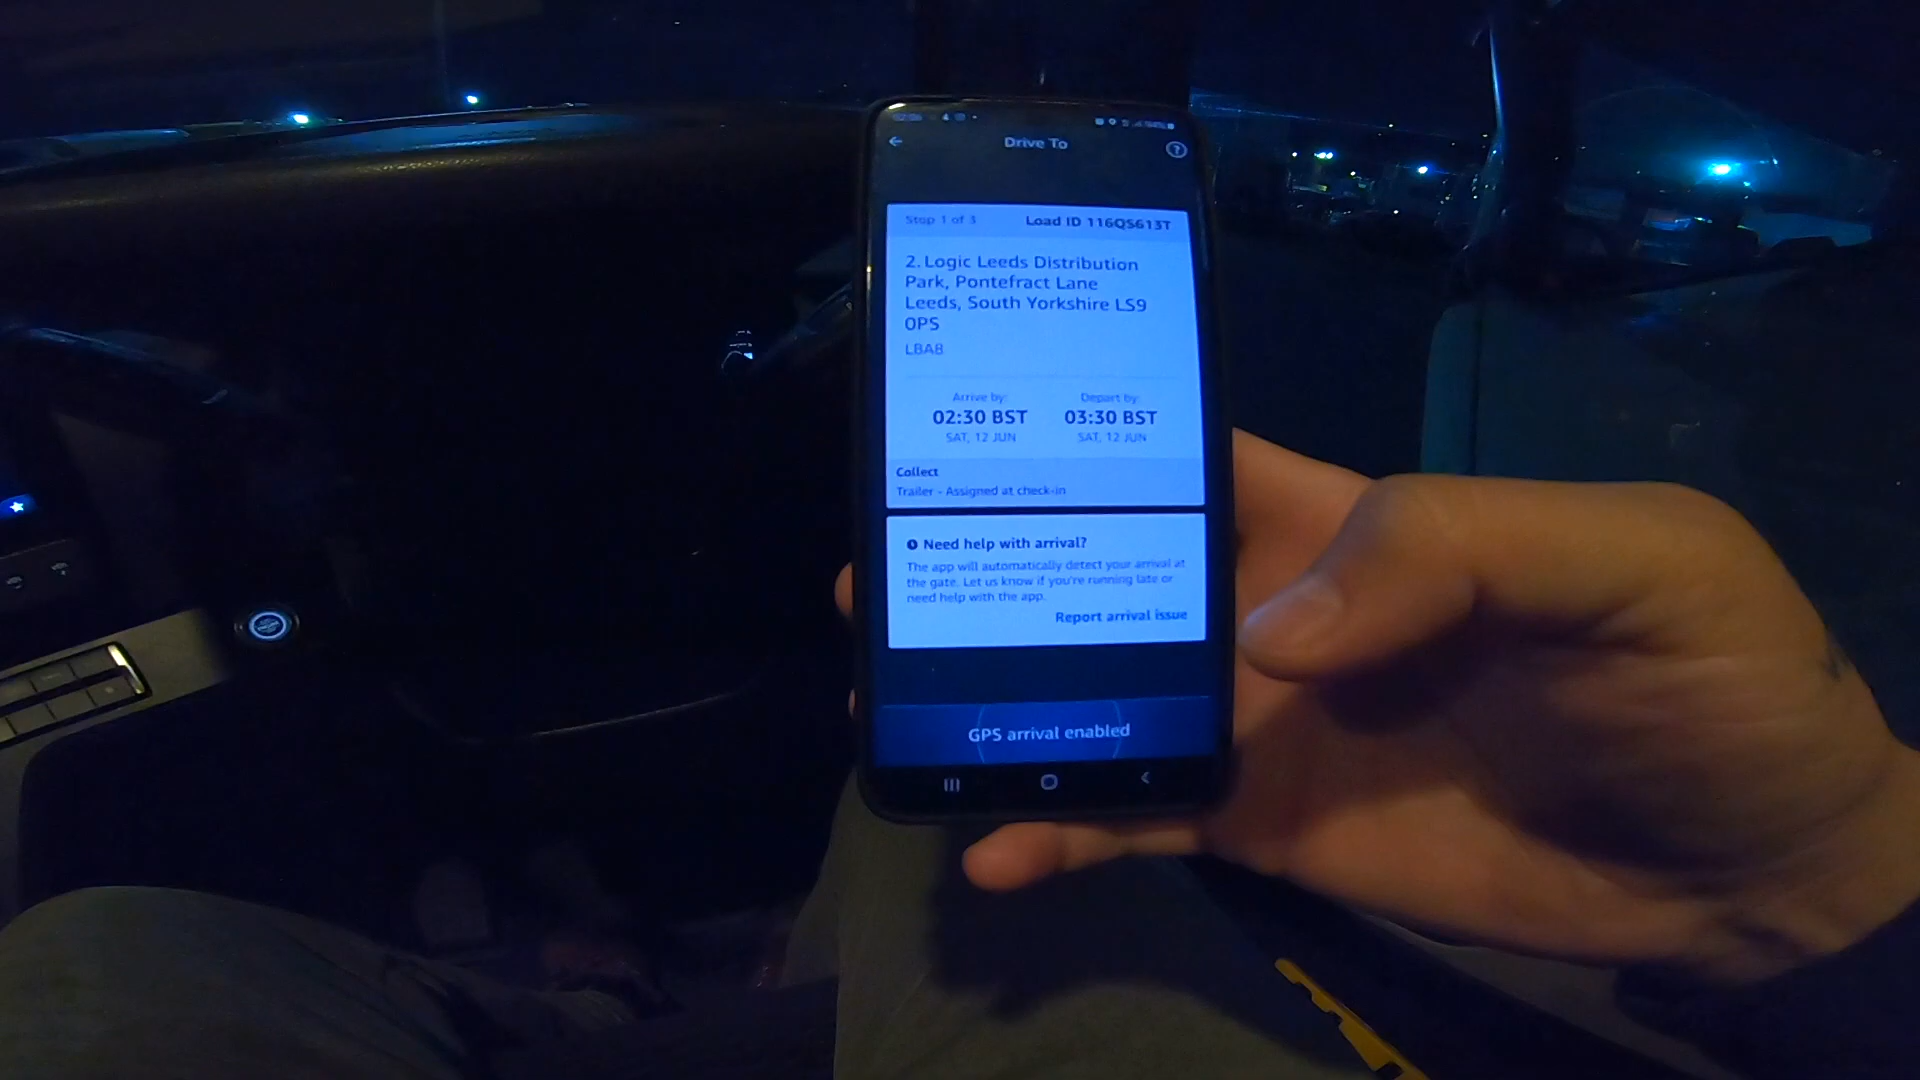 Drive To
?
Stop 1 of 3 Load ID 116QS613T
2. Logic Leeds Distribution
Park, Pontefract Lane
Leeds, South Yorkshire LS9
0PS
LBA8
Arrive by: Depart by:
02:30 BST 03:30 BST
SAT, 12 JUN SAT, 12 JUN
Collect
Trailer - Assigned at check-in
Need help with arrival?
The app will automatically detect your arrival at
the gate. Let us know if you're running late or
need help with the app.
Report arrival issue
GPS arrival enabled